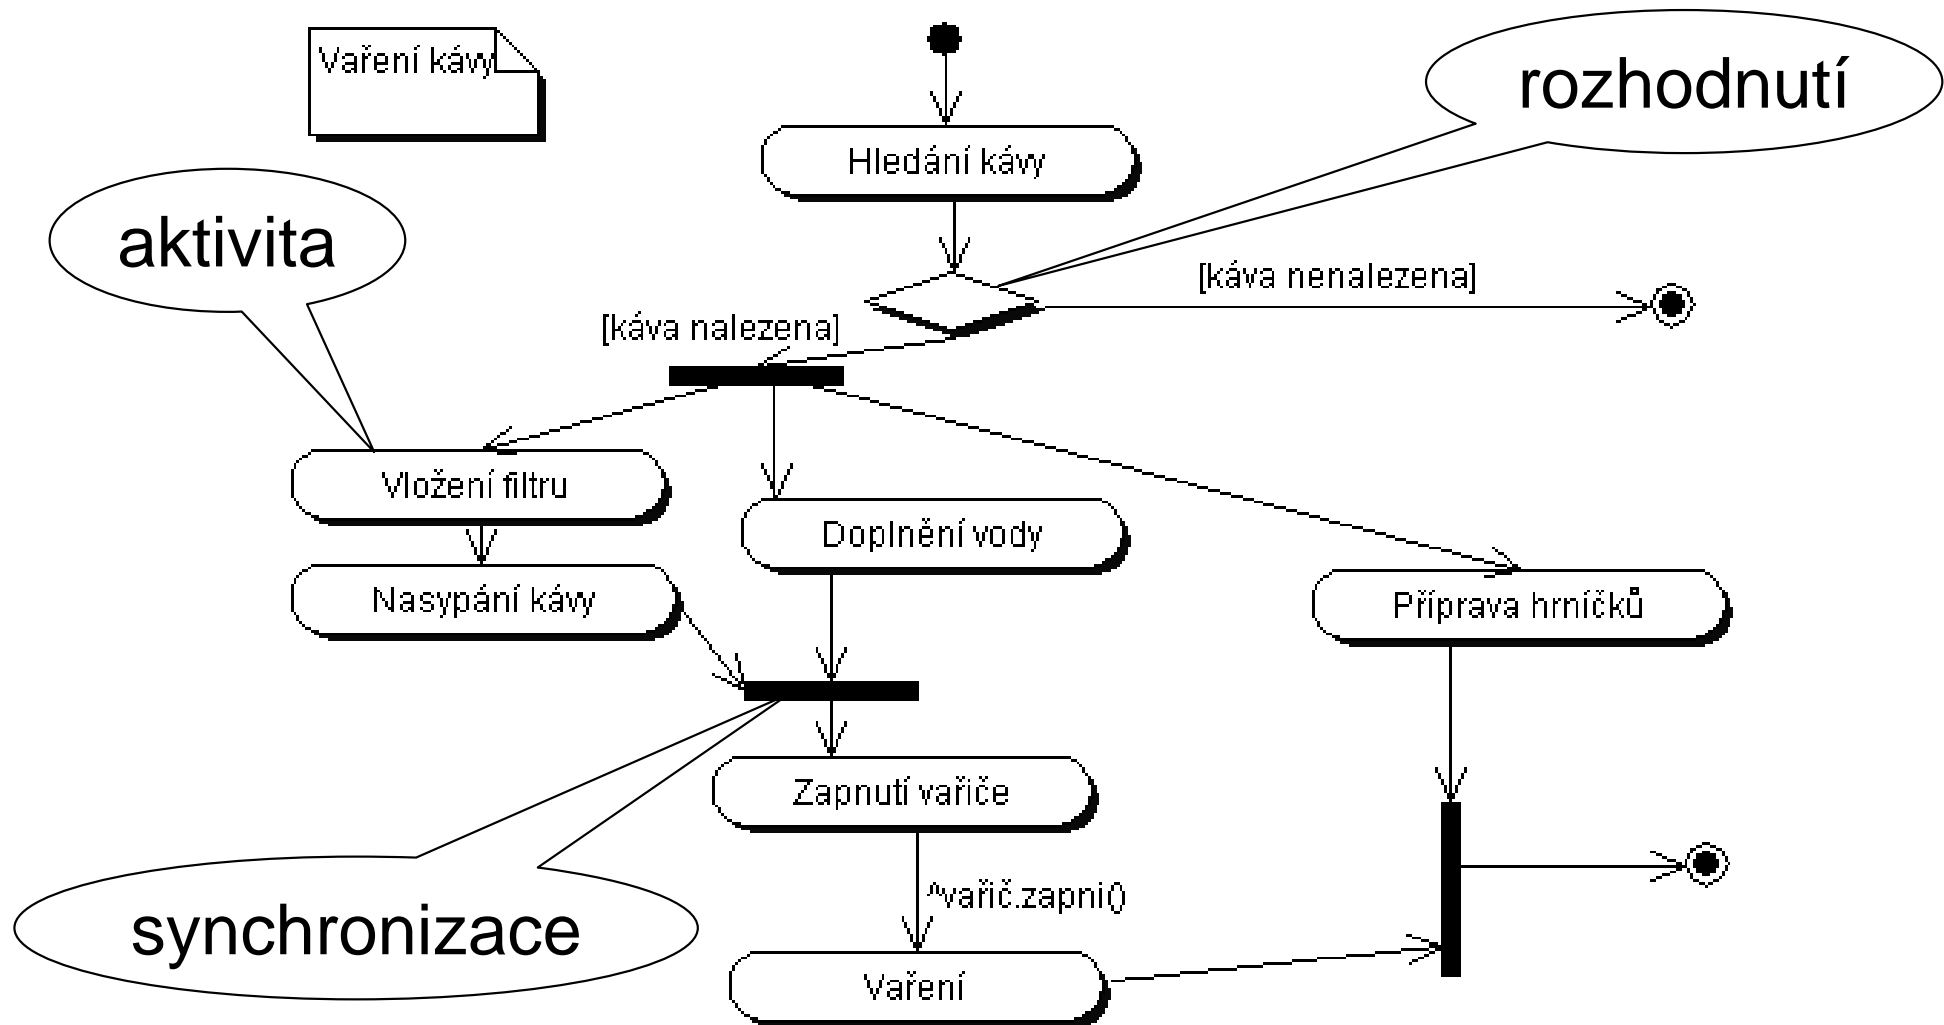 Vaření kávy
rozhodnutí
Hledání kávy
aktivita
[káva nenalezena]
[káva nalezena]
Vložení filtru
Doplnění vody
Nasypání kávy
Příprava hrníčků
Zapnutí vařiče
^vařič.zapni()
synchronizace
Vaření